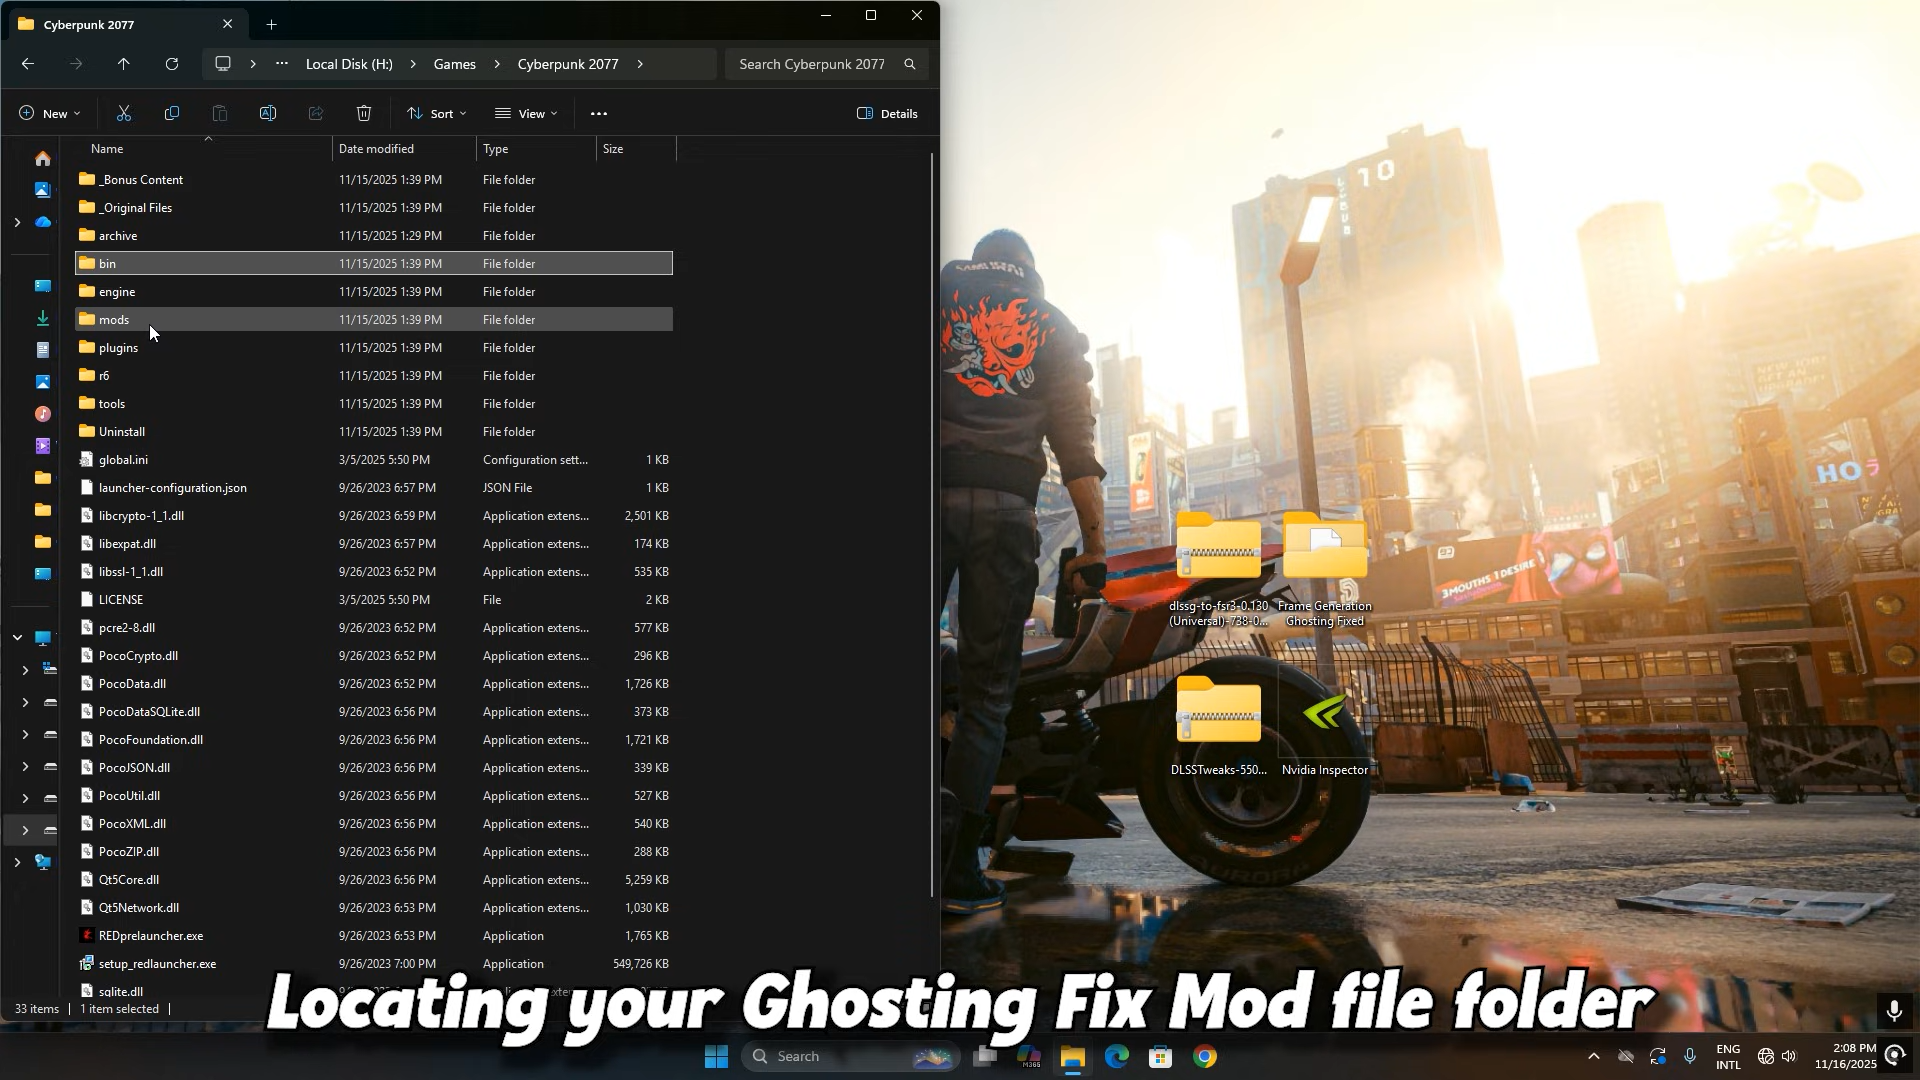 Cyberpunk 2077
Local Disk (H:) Games Cyberpunk 2077 Search Cyberpunk 2077
New Sort View Details
Name Date modified Type Size
_Bonus Content 11/15/2025 1:39 PM File folder
_Original Files 11/15/2025 1:39 PM File folder
archive 11/15/2025 1:29 PM File folder
bin 11/15/2025 1:39 PM File folder
engine 11/15/2025 1:39 PM File folder
mods 11/15/2025 1:39 PM File folder
plugins 11/15/2025 1:39 PM File folder
r6 11/15/2025 1:39 PM File folder
tools 11/15/2025 1:39 PM File folder
Uninstall 11/15/2025 1:39 PM File folder
global.ini 3/5/2025 5:50 PM Configuration sett... 1 KB
launcher-configuration.json 9/26/2023 6:57 PM JSON File 1 KB
libcrypto-1_1.dll 9/26/2023 6:59 PM Application extens... 2,501 KB
libexpat.dll 9/26/2023 6:57 PM Application extens... 174 KB
libssl-1_1.dll 9/26/2023 6:52 PM Application extens... 535 KB
LICENSE 3/5/2025 5:50 PM File 2 KB
pcre2-8.dll 9/26/2023 6:52 PM Application extens... 577 KB
PocoCrypto.dll 9/26/2023 6:52 PM Application extens... 296 KB
PocoData.dll 9/26/2023 6:52 PM Application extens... 1,726 KB
PocoDataSQLite.dll 9/26/2023 6:56 PM Application extens... 373 KB
PocoFoundation.dll 9/26/2023 6:56 PM Application extens... 1,721 KB
PocoJSON.dll 9/26/2023 6:56 PM Application extens... 339 KB
PocoUtil.dll 9/26/2023 6:56 PM Application extens... 527 KB
PocoXML.dll 9/26/2023 6:56 PM Application extens... 540 KB
PocoZIP.dll 9/26/2023 6:56 PM Application extens... 288 KB
Qt5Core.dll 9/26/2023 6:56 PM Application extens... 5,259 KB
Qt5Network.dll 9/26/2023 6:53 PM Application extens... 1,030 KB
REDprelauncher.exe 9/26/2023 6:53 PM Application 1,765 KB
setup_redlauncher.exe 9/26/2023 7:00 PM Application 549,726 KB
sqlite.dll
33 items 1 item selected
SAMURAI
10
3MOUTHS 1 DESIRE
AURORA
dlssg-to-fsr3-0.130
(Universal)-738-0...
Frame Generation
Ghosting Fixed
DLSSTweaks-550...
Nvidia Inspector
Locating your Ghosting Fix Mod file folder
Search
M365
ENG
INTL
2:08 PM
11/16/2025